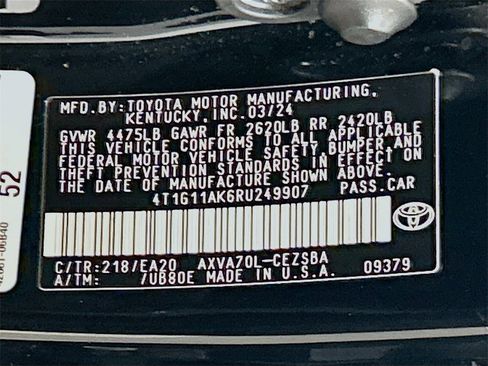 MFD.BY:TOYOTA MOTOR MANUFACTURING,
KENTUCKY,INC.03/24
GVWR 4475LB GAWR FR 2620LB RR 2420LB
THIS VEHICLE CONFORMS TO ALL APPLICABLE
FEDERAL MOTOR VEHICLE SAFETY,BUMPER,AND
THEFT PREVENTION STANDARDS IN EFFECT ON
THE DATE OF MANUFACTURE SHOWN ABOVE.
4T1G11AK6RU249907 PASS.CAR
C/TR:218/EA20 AXVA70L-CEZSBA
A/TM: 7UB80E MADE IN U.S.A. 09379
52